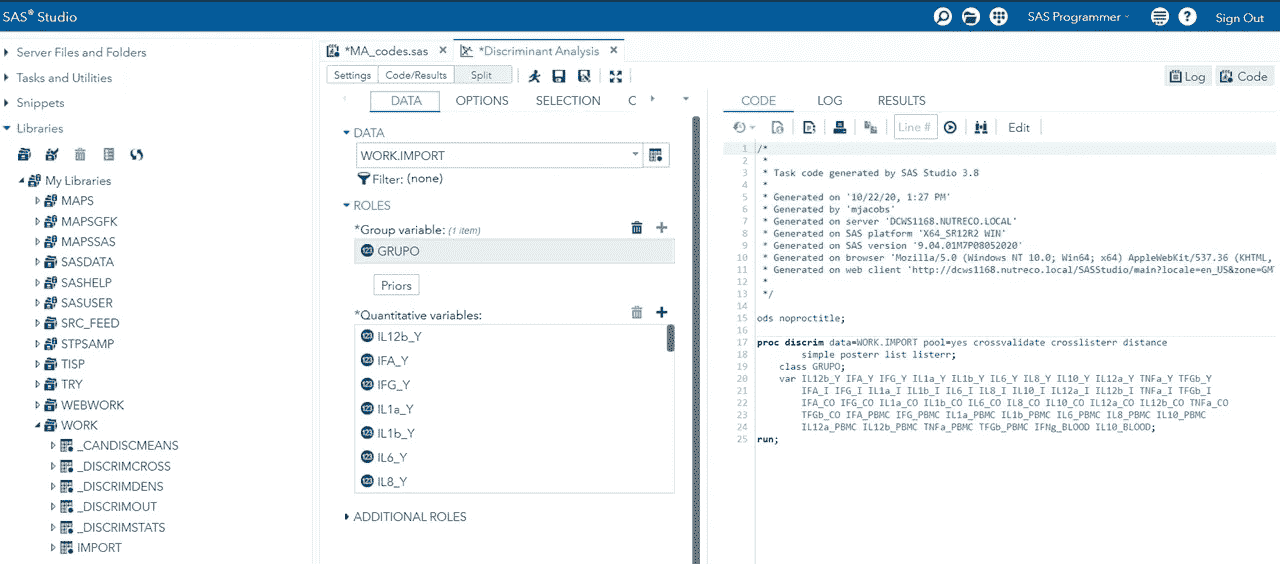 SAS® Studio
SAS Programmer
Sign Out
Server Files and Folders
Tasks and Utilities
Snippets
Libraries
My Libraries
MAPS
MAPSGFK
MAPSSAS
SASDATA
SASHELP
SASUSER
SRC_FEED
STPSAMP
TISP
TRY
WEBWORK
WORK
_CANDISCMEANS
_DISCRIMCROSS
_DISCRIMDENS
_DISCRIMOUT
_DISCRIMSTATS
IMPORT
*MA_codes.sas
*Discriminant Analysis
Settings Code/Results Split
Log Code
DATA OPTIONS SELECTION C
DATA
WORK.IMPORT
Filter: (none)
ROLES
*Group variable: (1 item)
123 GRUPO
Priors
*Quantitative variables:
123 IL12b_Y
123 IFA_Y
123 IFG_Y
123 IL1a_Y
123 IL1b_Y
123 IL6_Y
123 IL8_Y
ADDITIONAL ROLES
CODE LOG RESULTS
Line # Edit
1 /*
2 *
3 * Task code generated by SAS Studio 3.8
4 *
5 * Generated on '10/22/20, 1:27 PM'
6 * Generated by 'mjacobs'
7 * Generated on server 'DCWS1168.NUTRECO.LOCAL'
8 * Generated on SAS platform 'X64_SR12R2 WIN'
9 * Generated on SAS version '9.04.01M7P08052020'
10 * Generated on browser 'Mozilla/5.0 (Windows NT 10.0; Win64; x64) AppleWebKit/537.36 (KHTML,
11 * Generated on web client 'http://dcws1168.nutreco.local/SASStudio/main?locale=en_US&zone=GM
12 *
13 */
14
15 ods noproctitle;
16
17 proc discrim data=WORK.IMPORT pool=yes crossvalidate crosslisterr distance
18 simple posterr list listerr;
19 class GRUPO;
20 var IL12b_Y IFA_Y IFG_Y IL1a_Y IL1b_Y IL6_Y IL8_Y IL10_Y IL12a_Y TNFa_Y TFGb_Y
21 IFA_I IFG_I IL1a_I IL1b_I IL6_I IL8_I IL10_I IL12a_I IL12b_I TNFa_I TFGb_I
22 IFA_CO IFG_CO IL1a_CO IL1b_CO IL6_CO IL8_CO IL10_CO IL12a_CO IL12b_CO TNFa_CO
23 TFGb_CO IFA_PBMC IFG_PBMC IL1a_PBMC IL1b_PBMC IL6_PBMC IL8_PBMC IL10_PBMC
24 IL12a_PBMC IL12b_PBMC TNFa_PBMC TFGb_PBMC IFNg_BLOOD IL10_BLOOD;
25 run;